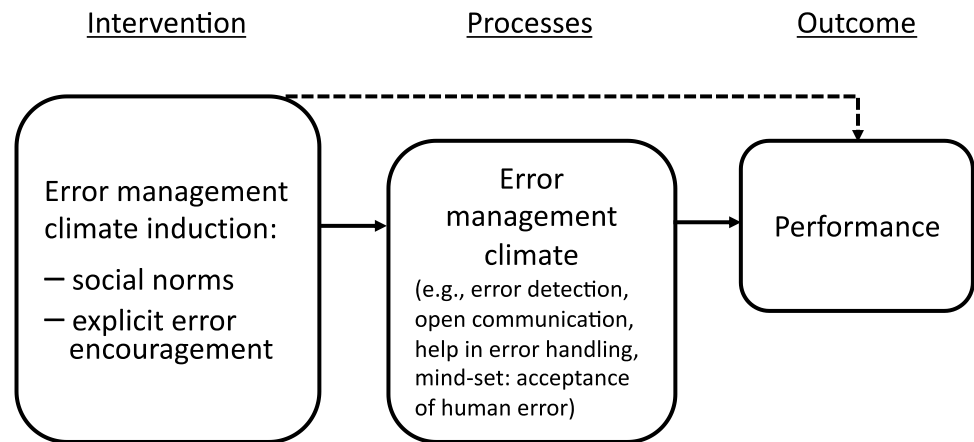 Intervention
Processes
Outcome
Error management
climate induction:
– social norms
– explicit error
encouragement
Error
management
climate
(e.g., error detection,
open communication,
help in error handling,
mind-set: acceptance
of human error)
Performance